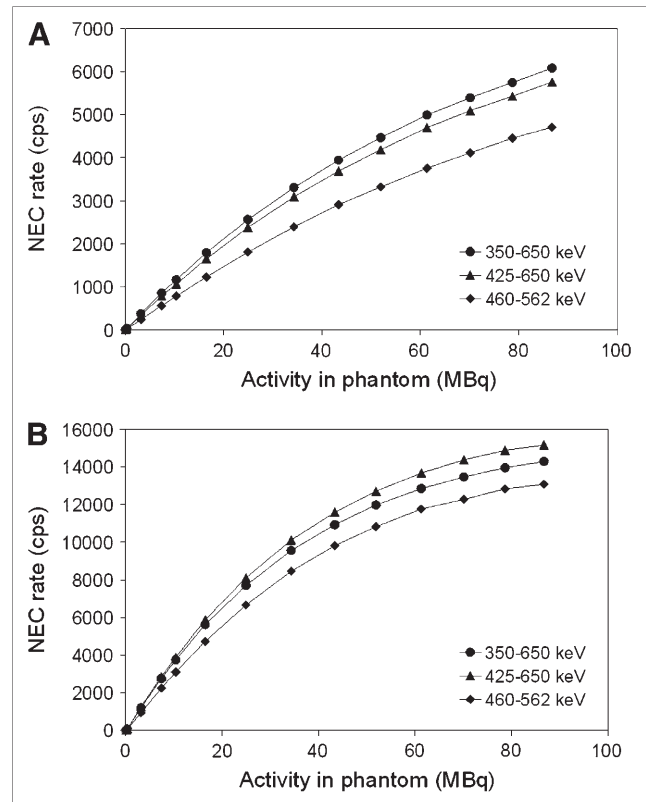 A
7000
6000
5000
4000
3000
2000
1000
0
NEC rate (cps)
350-650 keV
425-650 keV
460-562 keV
0 20 40 60 80 100
Activity in phantom (MBq)
B
16000
14000
12000
10000
8000
6000
4000
2000
0
NEC rate (cps)
350-650 keV
425-650 keV
460-562 keV
0 20 40 60 80 100
Activity in phantom (MBq)